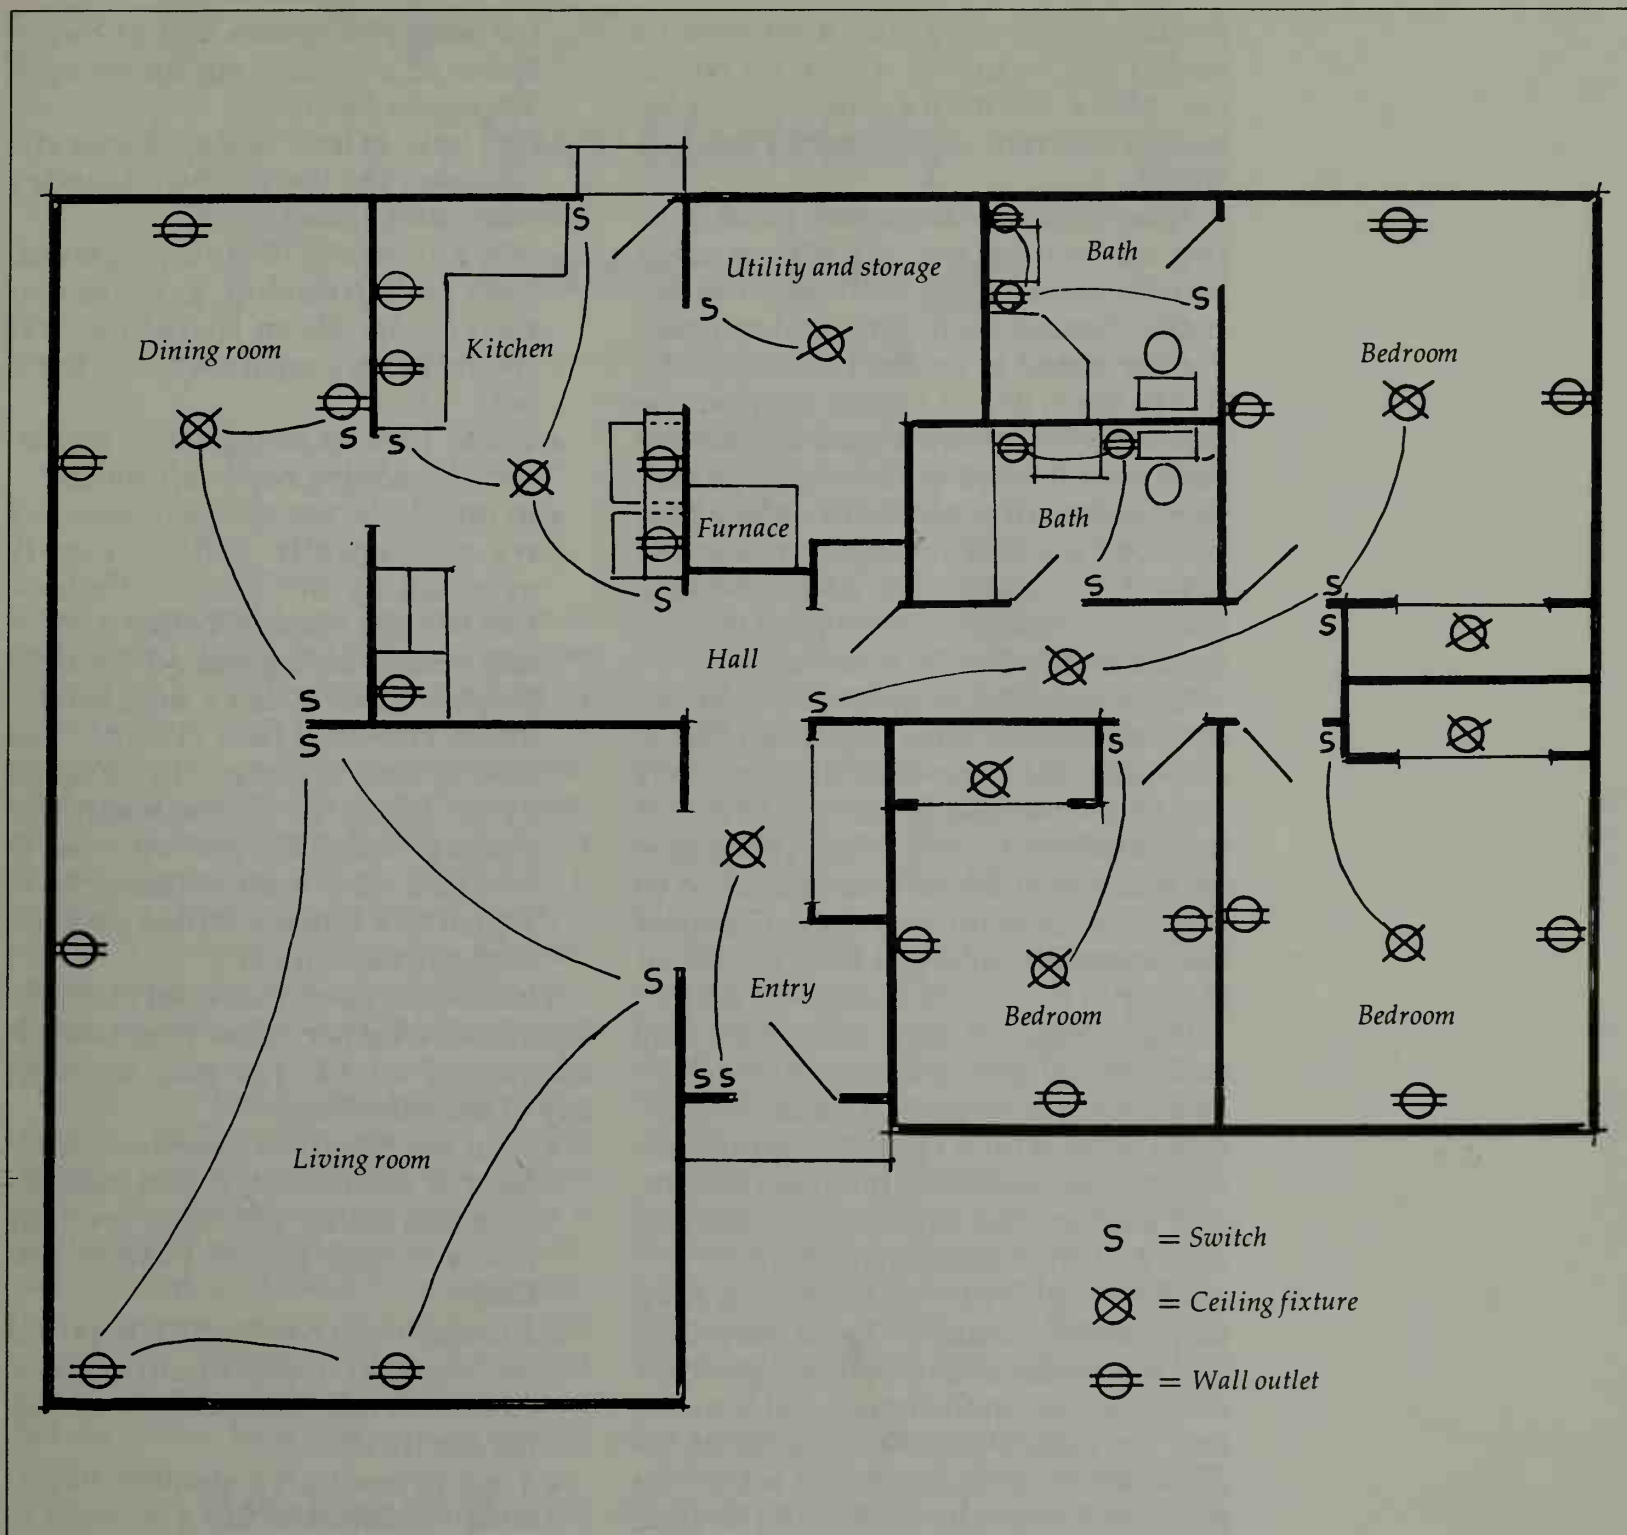 S
Bath
Utility and storage
S
S
Dining room
Kitchen
Bedroom
S
S
Furnace
Bath
S
S
S
S
Hall
S
S
S
S
S
S
Entry
Bedroom
Bedroom
S S
Living room
S = Switch
= Ceiling fixture
= Wall outlet